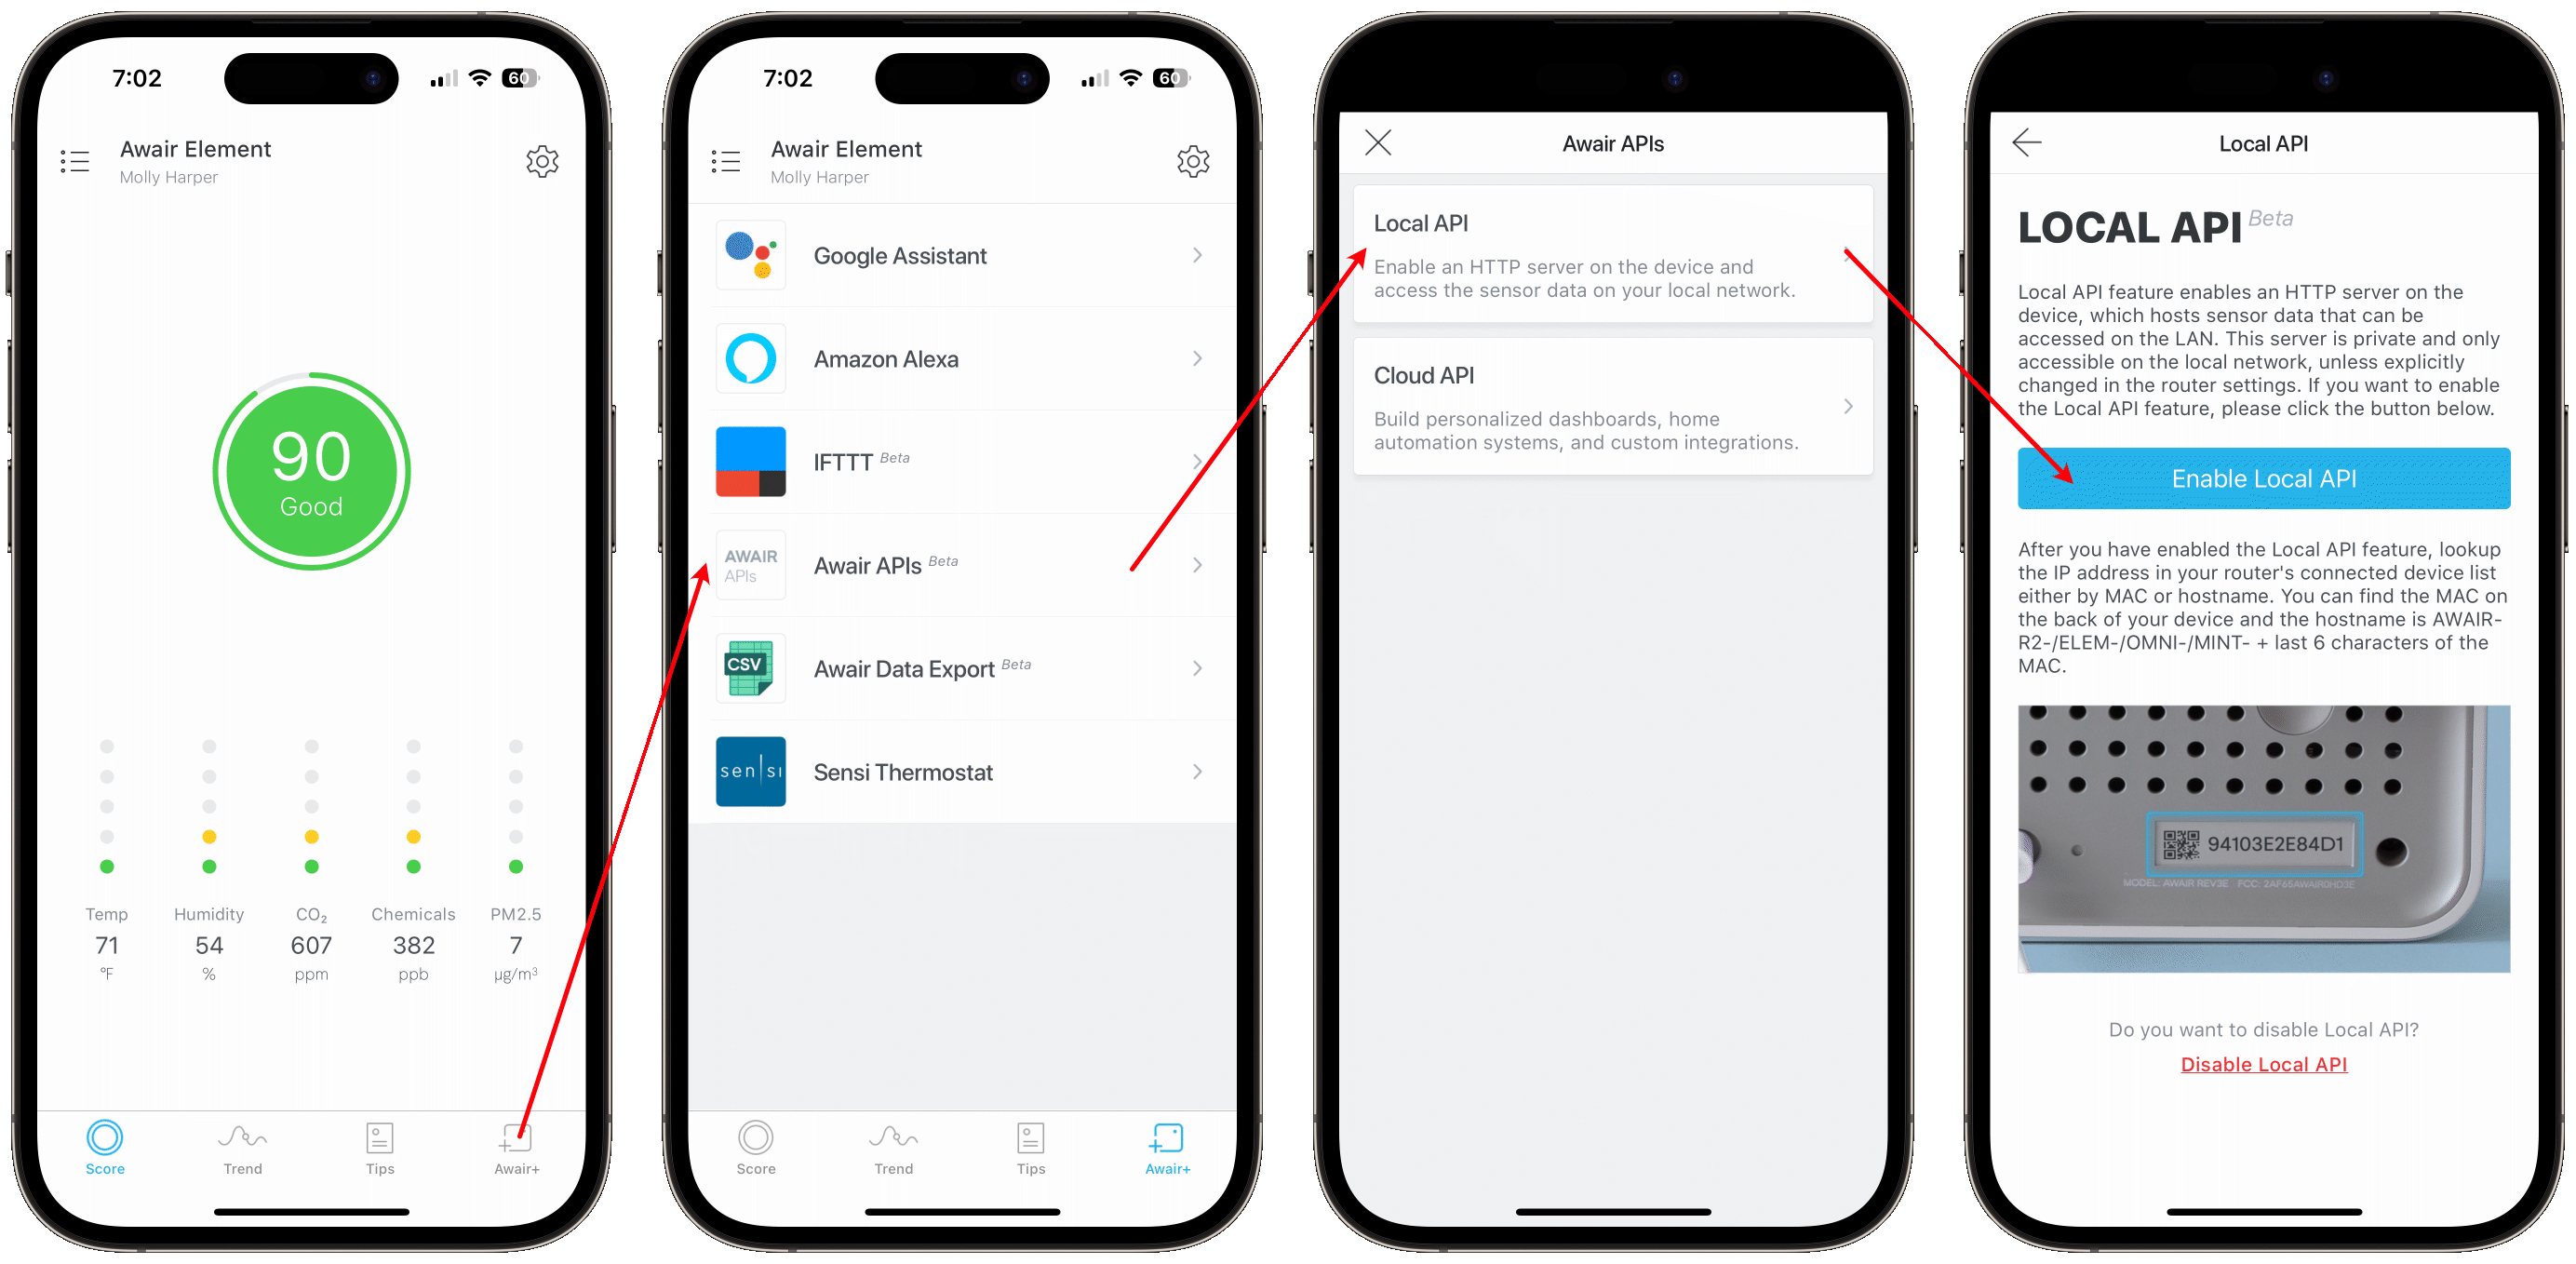 7:02
60
Awair Element
Molly Harper
90
Good
Temp
Humidity
CO₂
Chemicals
PM2.5
71
54
607
382
7
°F
%
ppm
ppb
µg/m³
Score
Trend
Tips
Awair+
7:02
60
Awair Element
Molly Harper
Google Assistant
Amazon Alexa
IFTTT Beta
AWAIR
APIs
Awair APIs Beta
CSV
Awair Data Export Beta
sensi
Sensi Thermostat
Score
Trend
Tips
Awair+
Awair APIs
Local API
Enable an HTTP server on the device and
access the sensor data on your local network.
Cloud API
Build personalized dashboards, home
automation systems, and custom integrations.
Local API
LOCAL API Beta
Local API feature enables an HTTP server on the
device, which hosts sensor data that can be
accessed on the LAN. This server is private and only
accessible on the local network, unless explicitly
changed in the router settings. If you want to enable
the Local API feature, please click the button below.
Enable Local API
After you have enabled the Local API feature, lookup
the IP address in your router's connected device list
either by MAC or hostname. You can find the MAC on
the back of your device and the hostname is AWAIR-
R2-/ELEM-/OMNI-/MINT- + last 6 characters of the
MAC.
94103E2E84D1
MODEL: AWAIR REV3E FCC: 2AF65AWAIR0HD3E
Do you want to disable Local API?
Disable Local API